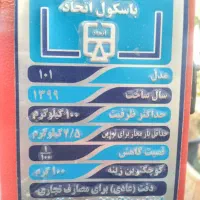 باسکول اتحاد
اتحاد
مدل ۱۰۱
سال ساخت ۱۳۹۹
حداکثر ظرفیت ۱۰۰ کیلوگرم
حداقل بار مجاز برای توزین ۲/۵ کیلوگرم
نسبت کاهش ۱/۱۰۰
کوچکترین زینه ۱۰۰ گرم
دقت (عادی) برای مصارف تجاری